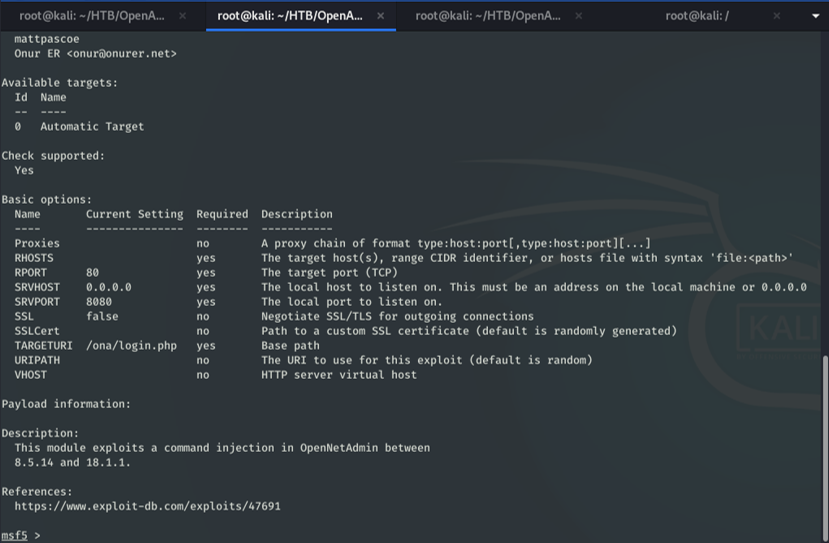 root@kali: ~/HTB/OpenA... × root@kali: ~/HTB/OpenA... × root@kali: ~/HTB/OpenA... × root@kali: / ×
mattpascoe
Onur ER <onur@onurer.net>
Available targets:
Id  Name
--  ----
0   Automatic Target
Check supported:
Yes
Basic options:
Name       Current Setting  Required  Description
----       ---------------  --------  -----------
Proxies                     no        A proxy chain of format type:host:port[,type:host:port][...]
RHOSTS                      yes       The target host(s), range CIDR identifier, or hosts file with syntax 'file:<path>'
RPORT      80               yes       The target port (TCP)
SRVHOST    0.0.0.0          yes       The local host to listen on. This must be an address on the local machine or 0.0.0.0
SRVPORT    8080             yes       The local port to listen on.
SSL        false            no        Negotiate SSL/TLS for outgoing connections
SSLCert                     no        Path to a custom SSL certificate (default is randomly generated)
TARGETURI  /ona/login.php   yes       Base path
URIPATH                     no        The URI to use for this exploit (default is random)
VHOST                       no        HTTP server virtual host
KALI
Payload information:
Description:
This module exploits a command injection in OpenNetAdmin between
8.5.14 and 18.1.1.
References:
https://www.exploit-db.com/exploits/47691
msf5 >